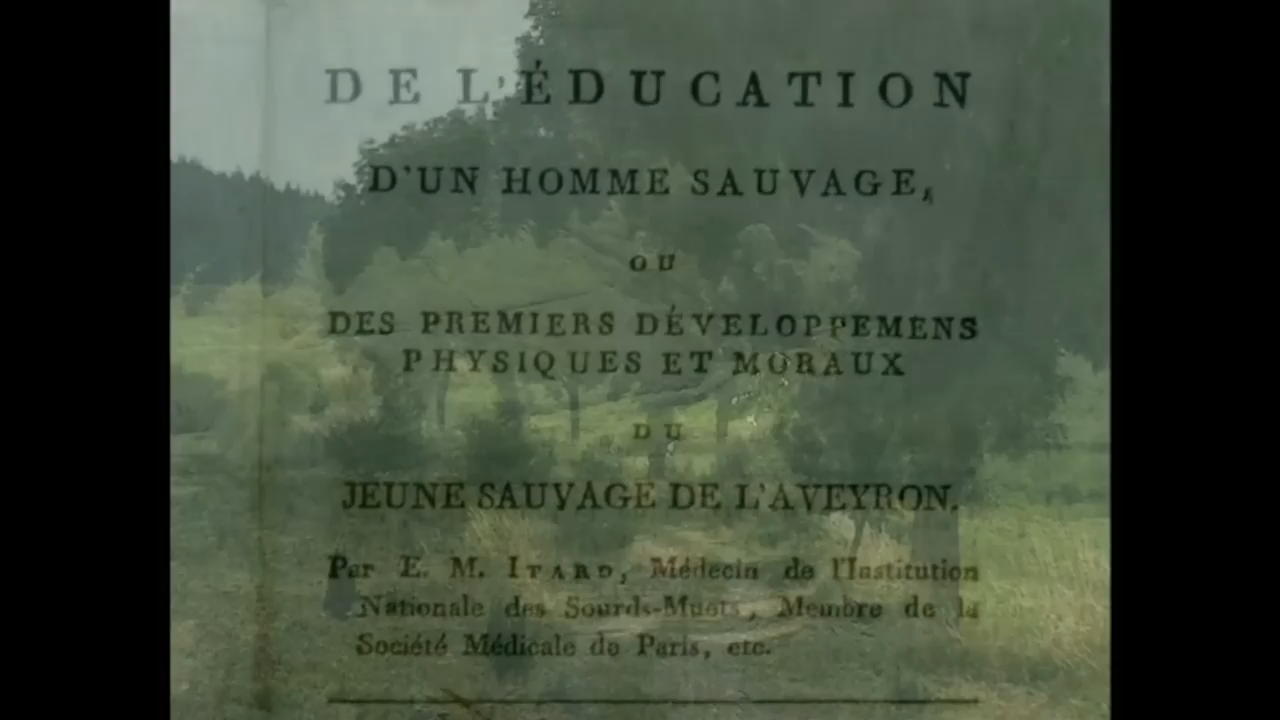 DE L'ÉDUCATION
D'UN HOMME SAUVAGE,
OU
DES PREMIERS DÉVELOPPEMENS
PHYSIQUES ET MORAUX
DU
JEUNE SAUVAGE DE L'AVEYRON.
Par E. M. ITARD, Médecin de l'Institution
Nationale des Sourds-Muets, Membre de la
Société Médicale de Paris, etc.